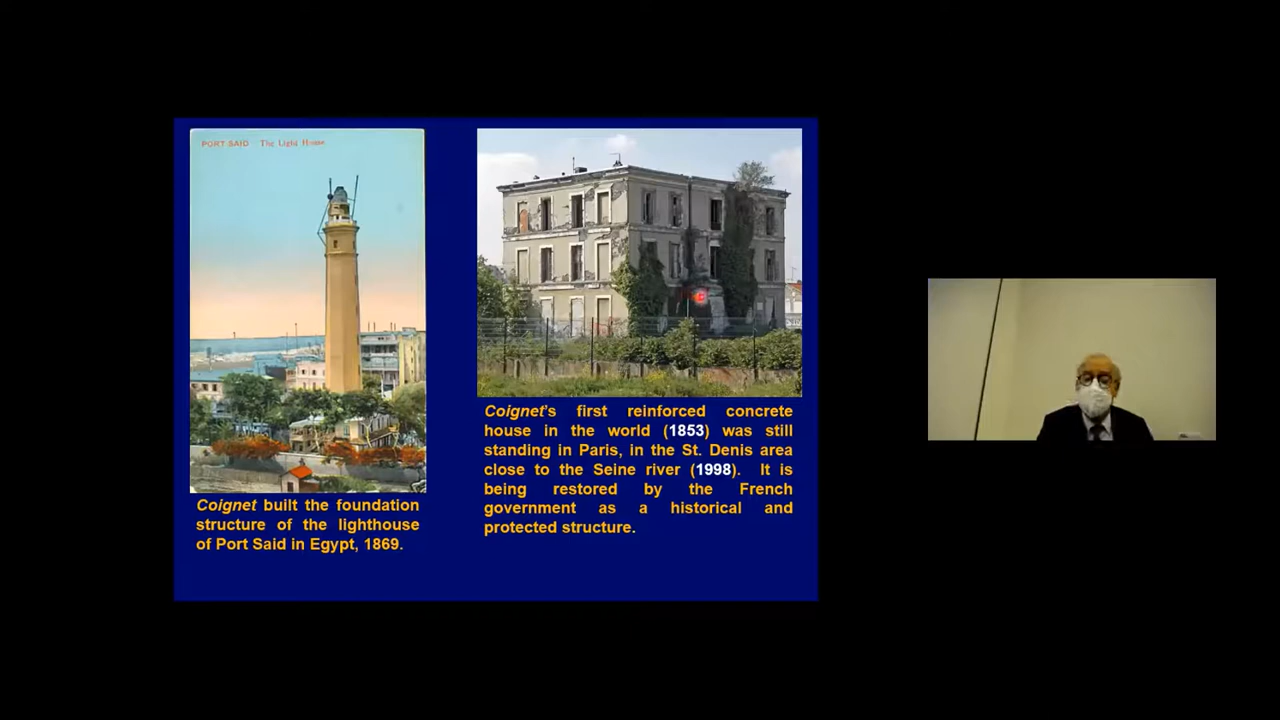 PORT SAID The Light House
Coignet built the foundation
structure of the lighthouse
of Port Said in Egypt, 1869.
Coignet's first reinforced concrete
house in the world (1853) was still
standing in Paris, in the St. Denis area
close to the Seine river (1998). It is
being restored by the French
government as a historical and
protected structure.